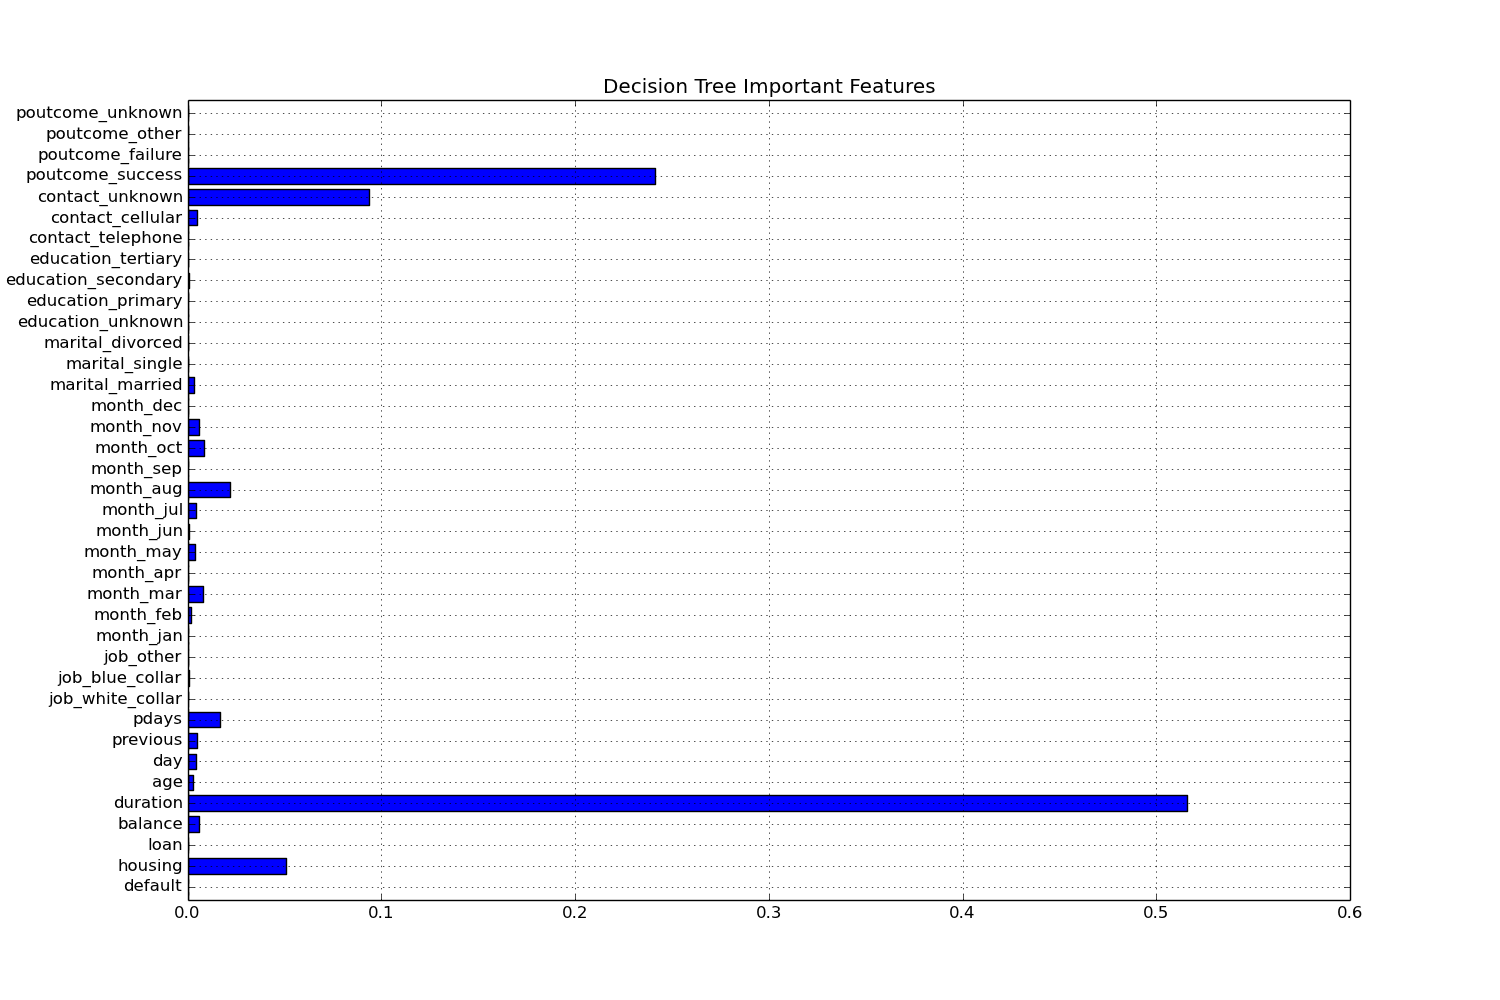 Decision Tree Important Features
poutcome_unknown
poutcome_other
poutcome_failure
poutcome_success
contact_unknown
contact_cellular
contact_telephone
education_tertiary
education_secondary
education_primary
education_unknown
marital_divorced
marital_single
marital_married
month_dec
month_nov
month_oct
month_sep
month_aug
month_jul
month_jun
month_may
month_apr
month_mar
month_feb
month_jan
job_other
job_blue_collar
job_white_collar
pdays
previous
day
age
duration
balance
loan
housing
default
0.0 0.1 0.2 0.3 0.4 0.5 0.6